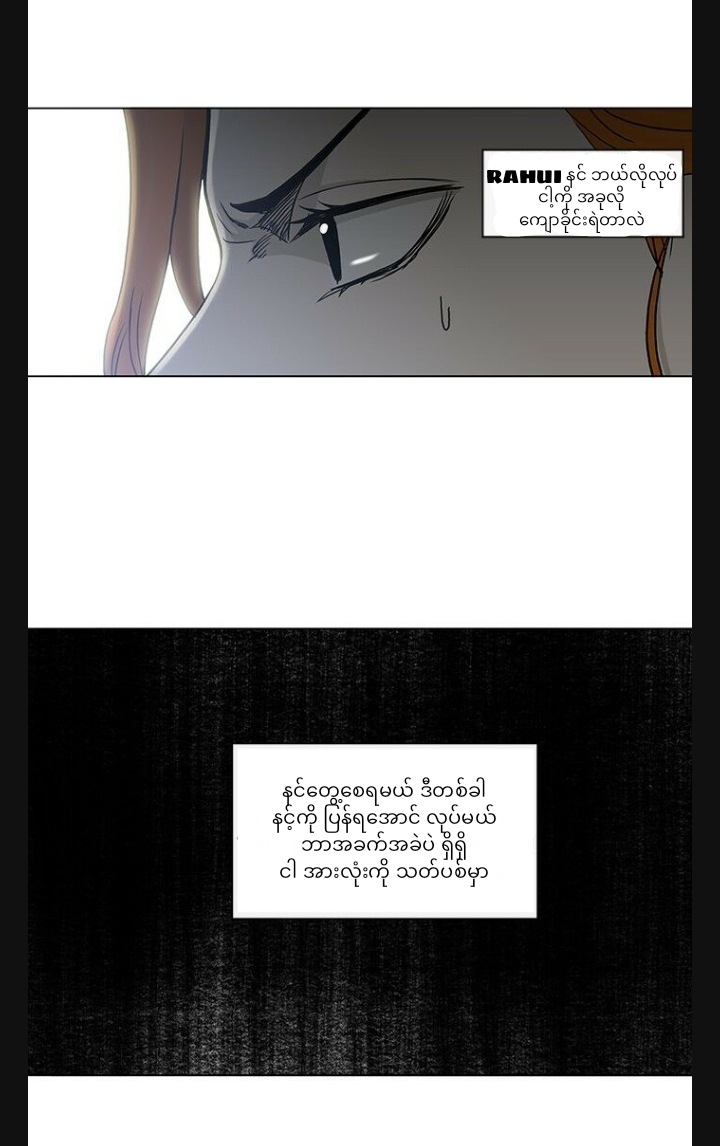 RAHUI နင် ဘယ်လိုလုပ်
ငါ့ကို အခုလို
ကျောခိုင်းရဲတာလဲ
နင်တွေ့စေရမယ် ဒီတစ်ခါ
နင့်ကို ပြန်ရအောင် လုပ်မယ်
ဘာအခက်အခဲပဲ ရှိရှိ
ငါ အားလုံးကို သတ်ပစ်မှာ